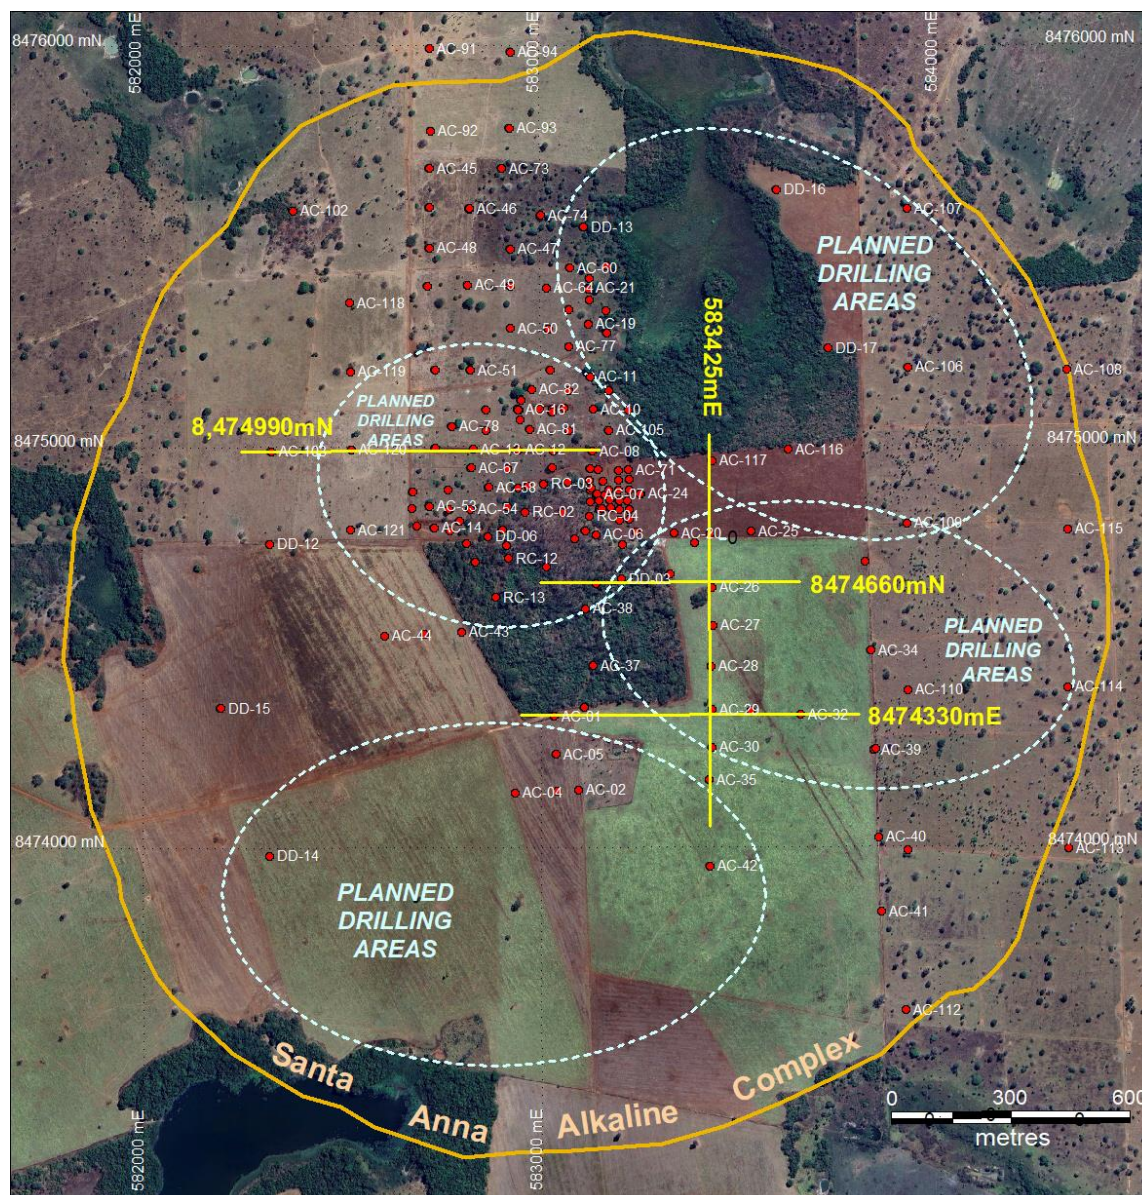 8476000 mN
582000 mE
583000 mE
584000 mE
8476000 mN
AC-91
AC-94
AC-92
AC-93
AC-45
AC-73
DD-16
AC-102
AC-46
AC-74
AC-107
DD-13
AC-48
AC-47
PLANNED
DRILLING
AREAS
AC-60
AC-49
AC-64
AC-21
AC-118
583425mE
AC-50
AC-19
AC-77
DD-17
AC-119
AC-51
AC-11
AC-106
AC-108
AC-82
PLANNED
DRILLING
AREAS
AC-16
AC-10
8,474990mN
AC-78
AC-81
AC-105
8475000 mN
8475000 mN
AC-120
AC-13
AC-12
AC-08
AC-116
AC-117
AC-67
AC-71
AC-58
RC-03
AC-07
AC-24
AC-53
AC-54
RC-02
RC-04
AC-121
AC-14
DD-06
AC-06
AC-20
0
AC-25
AC-109
AC-115
DD-12
RC-12
DD-03
AC-26
8474660mN
RC-13
AC-38
AC-44
AC-43
AC-27
PLANNED
DRILLING
AREAS
AC-34
AC-37
AC-28
AC-110
AC-114
DD-15
AC-01
AC-29
AC-32
8474330mE
AC-05
AC-30
AC-39
AC-04
AC-02
AC-35
8474000 mN
AC-40
8474000 mN
AC-113
DD-14
AC-42
PLANNED
DRILLING
AREAS
AC-41
AC-112
Santa
Anna
Alkaline
Complex
0 300 600
metres
582000 mE
583000 mE